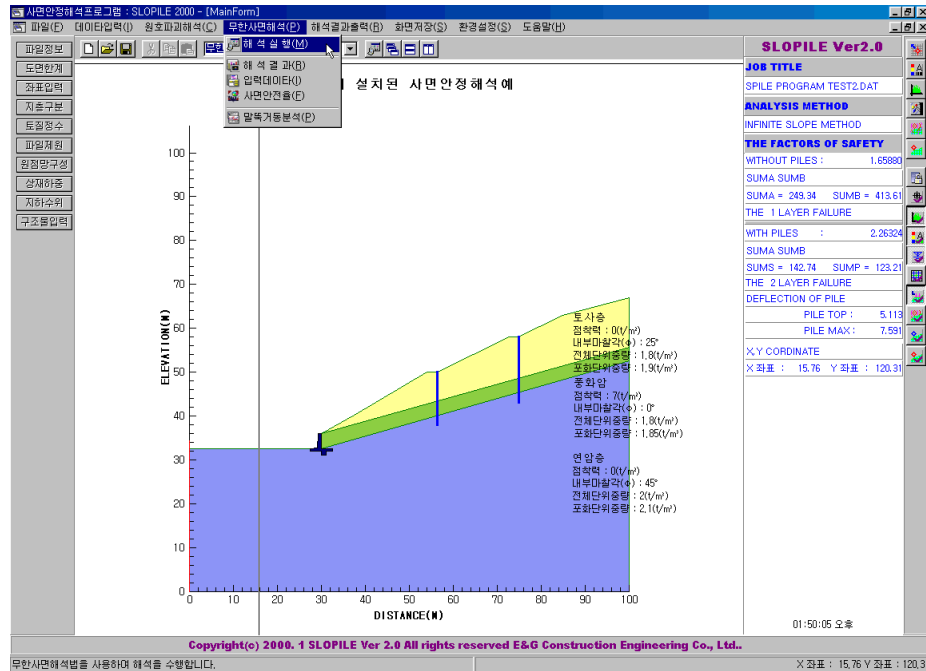 사면안정해석프로그램 : SLOPILE 2000 - [MainForm]
파일(F) 데이타입력(I) 원호파괴해석(C) 무한사면해석(P) 해석결과출력(R) 화면저장(S) 환경설정(S) 도움말(H)
해 석 실 행(M)
해 석 결 과(R)
입력데이타(I)
사면안전율(F)
말뚝거동분석(P)
파일정보
도면한계
좌표입력
지층구분
토질정수
파일제원
원점망구성
상재하중
지하수위
구조물입력
설치된 사면안정해석예
ELEVATION(M)
100
90
80
70
60
50
40
30
20
10
0
0 10 20 30 40 50 60 70 80 90 100
DISTANCE(M)
토사층
점착력 : 0(t/m²)
내부마찰각(φ) : 25°
전체단위중량 : 1.8(t/m³)
포화단위중량 : 1.9(t/m³)
풍화암
점착력 : 7(t/m²)
내부마찰각(φ) : 0°
전체단위중량 : 1.8(t/m³)
포화단위중량 : 1.85(t/m³)
연암층
점착력 : 0(t/m²)
내부마찰각(φ) : 45°
전체단위중량 : 2(t/m³)
포화단위중량 : 2.1(t/m³)
SLOPILE Ver2.0
JOB TITLE
SPILE PROGRAM TEST2.DAT
ANALYSIS METHOD
INFINITE SLOPE METHOD
THE FACTORS OF SAFETY
WITHOUT PILES : 1.65880
SUMA SUMB
SUMA = 249.34 SUMB = 413.61
THE 1 LAYER FAILURE
WITH PILES : 2.26324
SUMA SUMB
SUMS = 142.74 SUMP = 123.21
THE 2 LAYER FAILURE
DEFLECTION OF PILE
PILE TOP : 5.113
PILE MAX : 7.591
X,Y CORDINATE
X 좌표 : 15.76 Y 좌표 : 120.31
01:50:05 오후
Copyright(c) 2000. 1 SLOPILE Ver 2.0 All rights reserved E&G Construction Engineering Co., Ltd..
무한사면해석법을 사용하여 해석을 수행합니다.
X 좌표 : 15.76 Y 좌표 : 120.3